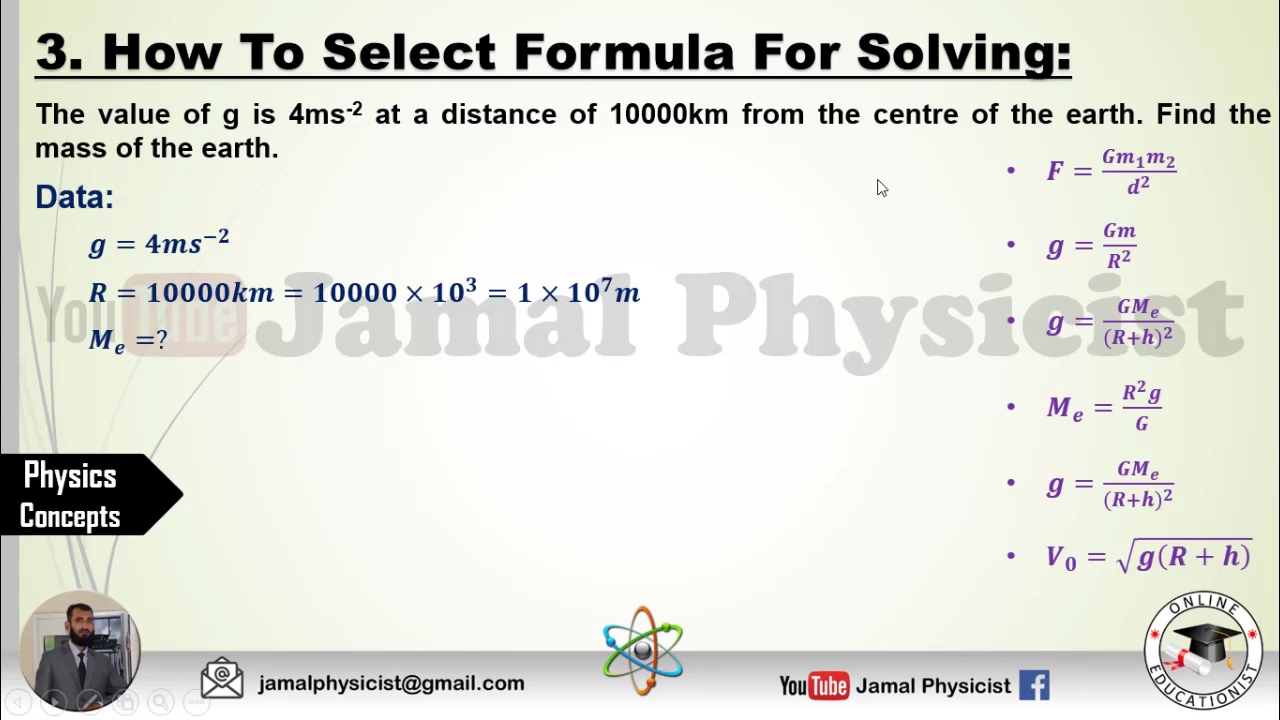 3. How To Select Formula For Solving:
The value of g is 4ms⁻² at a distance of 10000km from the centre of the earth. Find the
mass of the earth.
Data:
g = 4ms⁻²
R = 10000km = 10000 × 10³ = 1 × 10⁷m
Mₑ =?
• F = Gm₁m₂/d²
• g = Gm/R²
• g = GMₑ/(R+h)²
• Mₑ = R²g/G
• g = GMₑ/(R+h)²
• V₀ = √g(R + h)
YouTube Jamal Physicist
Physics
Concepts
jamalphysicist@gmail.com
YouTube Jamal Physicist f
ONLINE
EDUCATIONIST